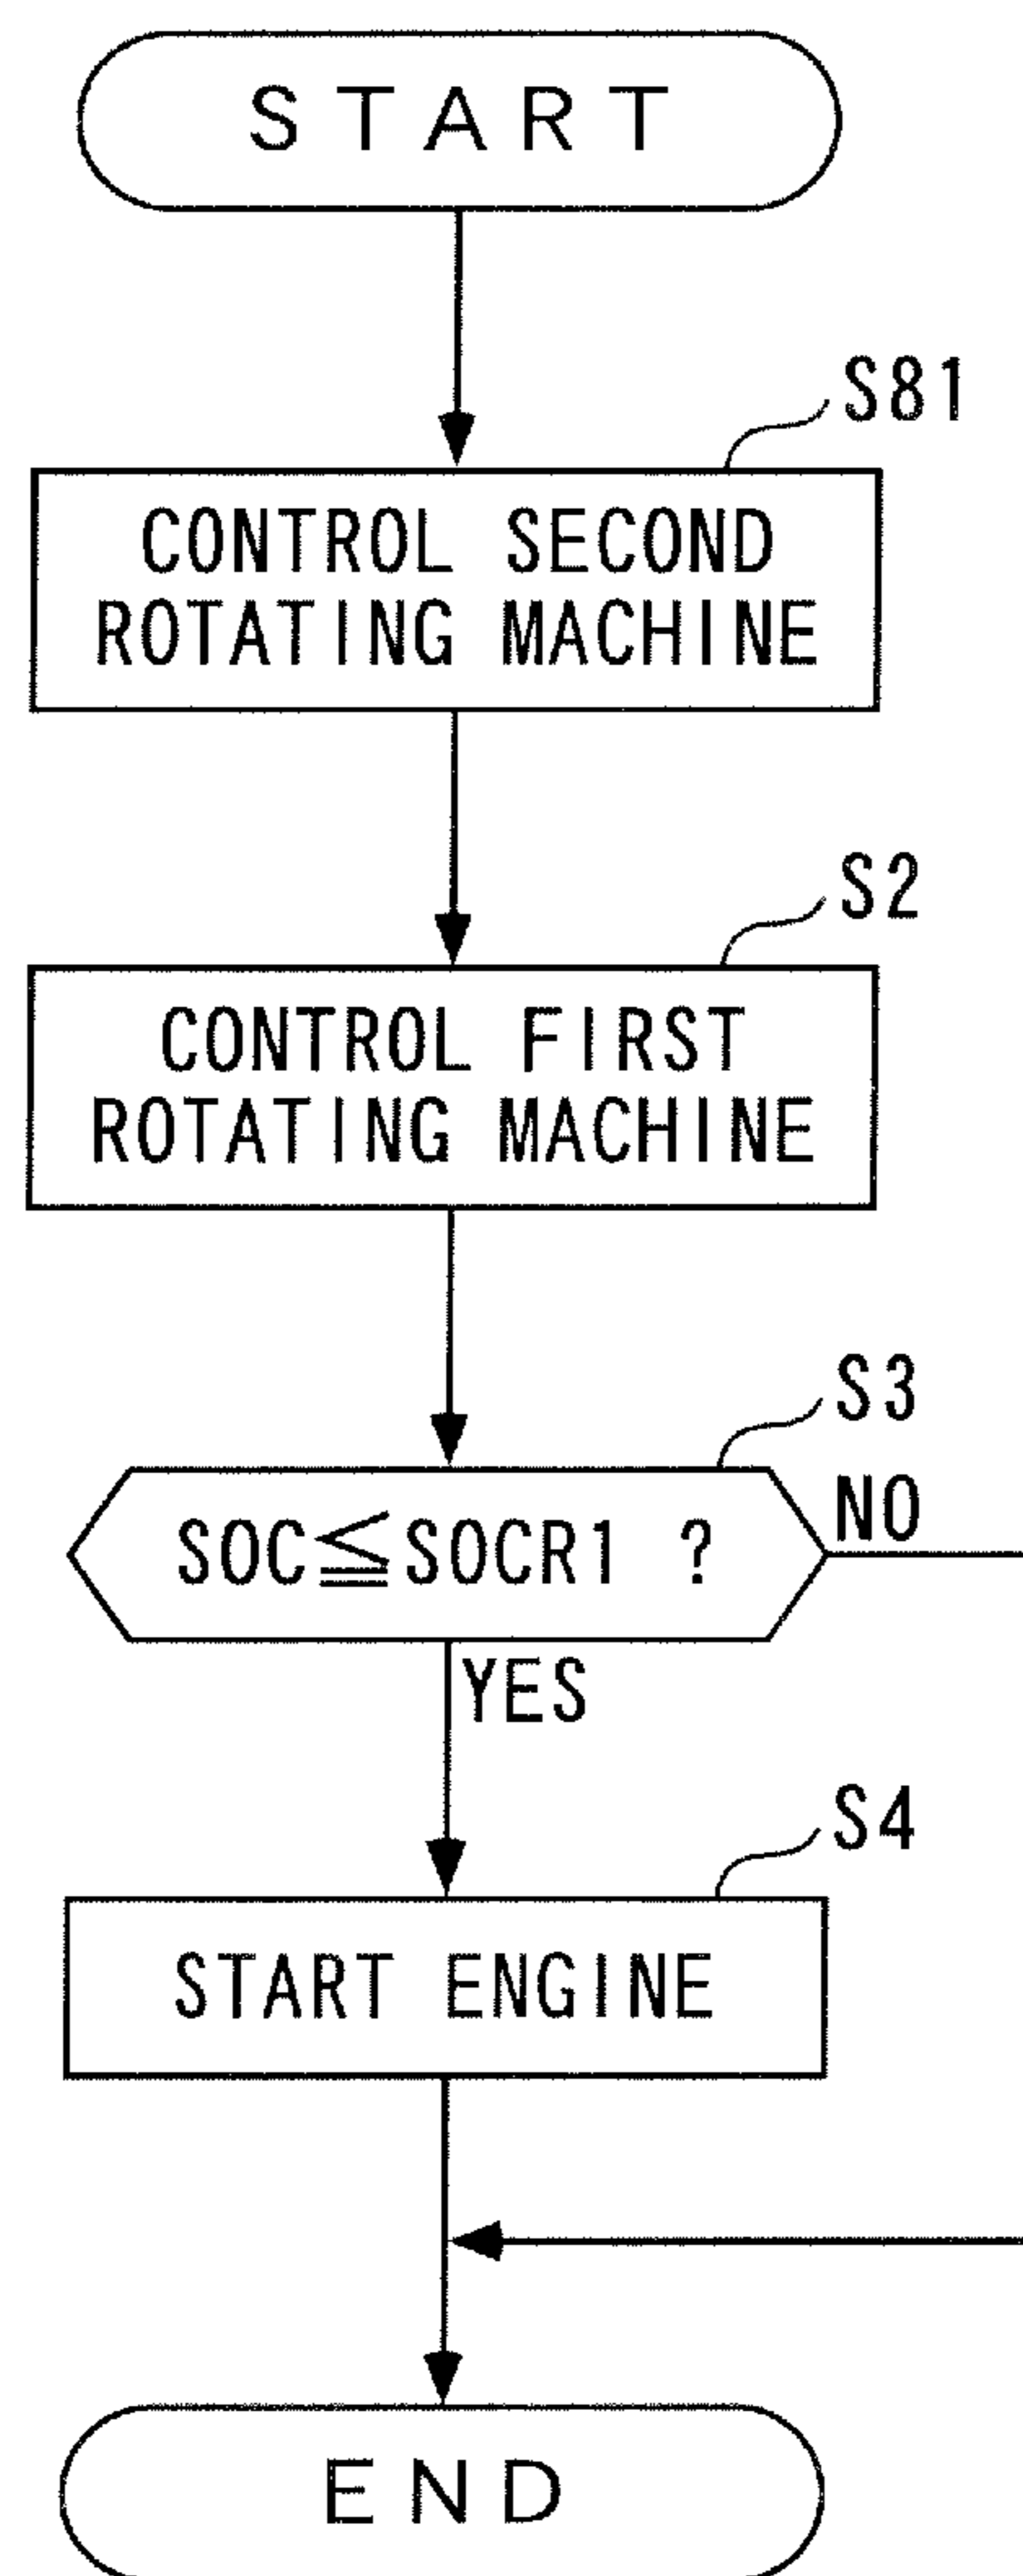 START
S81
CONTROL SECOND
ROTATING MACHINE
S2
CONTROL FIRST
ROTATING MACHINE
S3
SOC≦SOCR1 ?
NO
YES
S4
START ENGINE
END